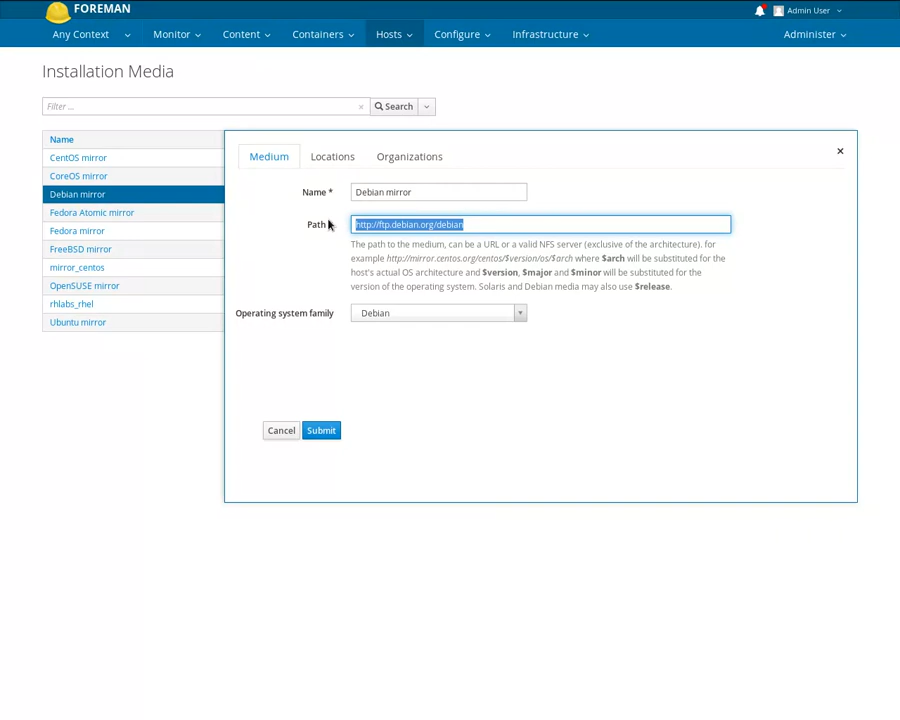 FOREMAN
Admin User
Any Context Monitor Content Containers Hosts Configure Infrastructure Administer
Installation Media
Filter ... × Search
Name
CentOS mirror
CoreOS mirror
Debian mirror
Fedora Atomic mirror
Fedora mirror
FreeBSD mirror
mirror_centos
OpenSUSE mirror
rhlabs_rhel
Ubuntu mirror
Medium Locations Organizations ×
Name * Debian mirror
Path http://ftp.debian.org/debian
The path to the medium, can be a URL or a valid NFS server (exclusive of the architecture). for
example http://mirror.centos.org/centos/$version/os/$arch where $arch will be substituted for the
host's actual OS architecture and $version, $major and $minor will be substituted for the
version of the operating system. Solaris and Debian media may also use $release.
Operating system family Debian
Cancel Submit